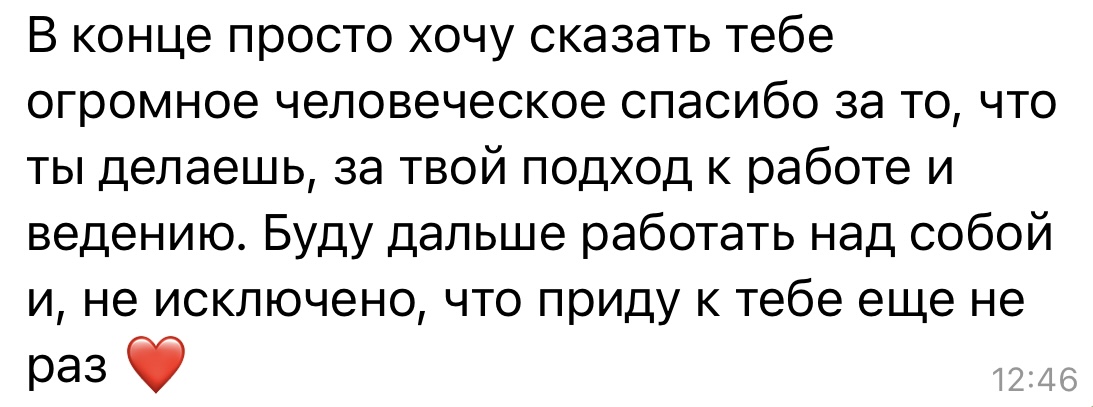 В конце просто хочу сказать тебе
огромное человеческое спасибо за то, что
ты делаешь, за твой подход к работе и
ведению. Буду дальше работать над собой
и, не исключено, что приду к тебе еще не
раз ❤️
12:46